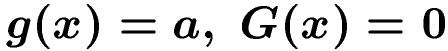 g(x) = a, G(x) = 0